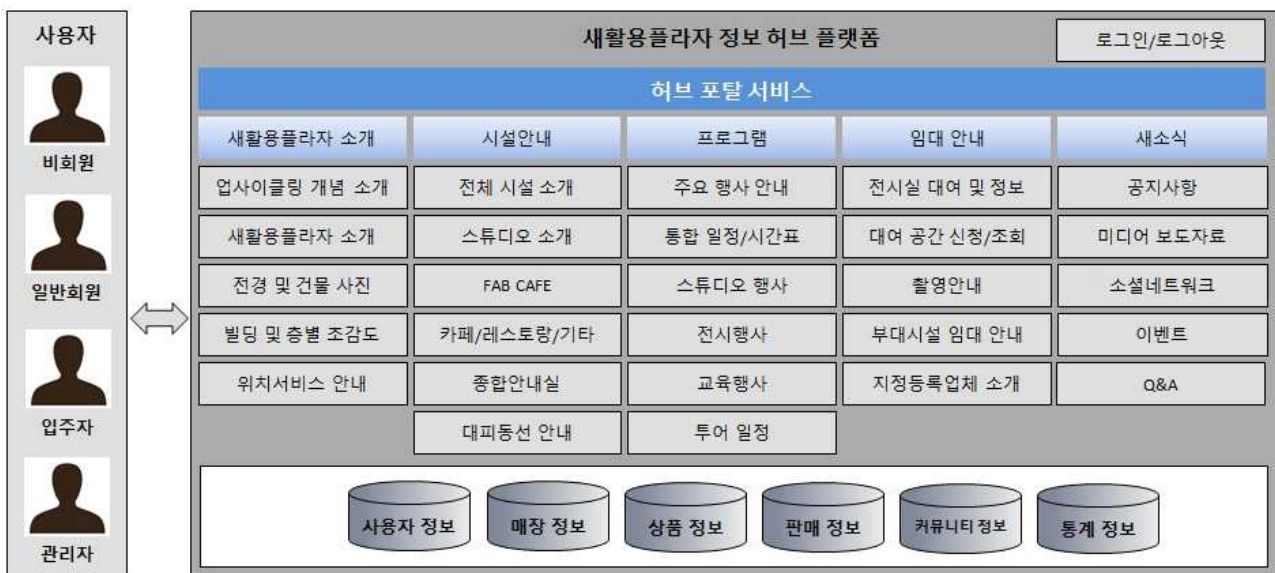 사용자
비회원
일반회원
입주자
관리자
새활용플라자 정보 허브 플랫폼
로그인/로그아웃
허브 포탈 서비스
새활용플라자 소개 시설안내 프로그램 임대 안내 새소식
업사이클링 개념 소개 전체 시설 소개 주요 행사 안내 전시실 대여 및 정보 공지사항
새활용플라자 소개 스튜디오 소개 통합 일정/시간표 대여 공간 신청/조회 미디어 보도자료
전경 및 건물 사진 FAB CAFE 스튜디오 행사 촬영안내 소셜네트워크
빌딩 및 층별 조감도 카페/레스토랑/기타 전시행사 부대시설 임대 안내 이벤트
위치서비스 안내 종합안내실 교육행사 지정등록업체 소개 Q&A
대피동선 안내 투어 일정
사용자 정보 매장 정보 상품 정보 판매 정보 커뮤니티 정보 통계 정보